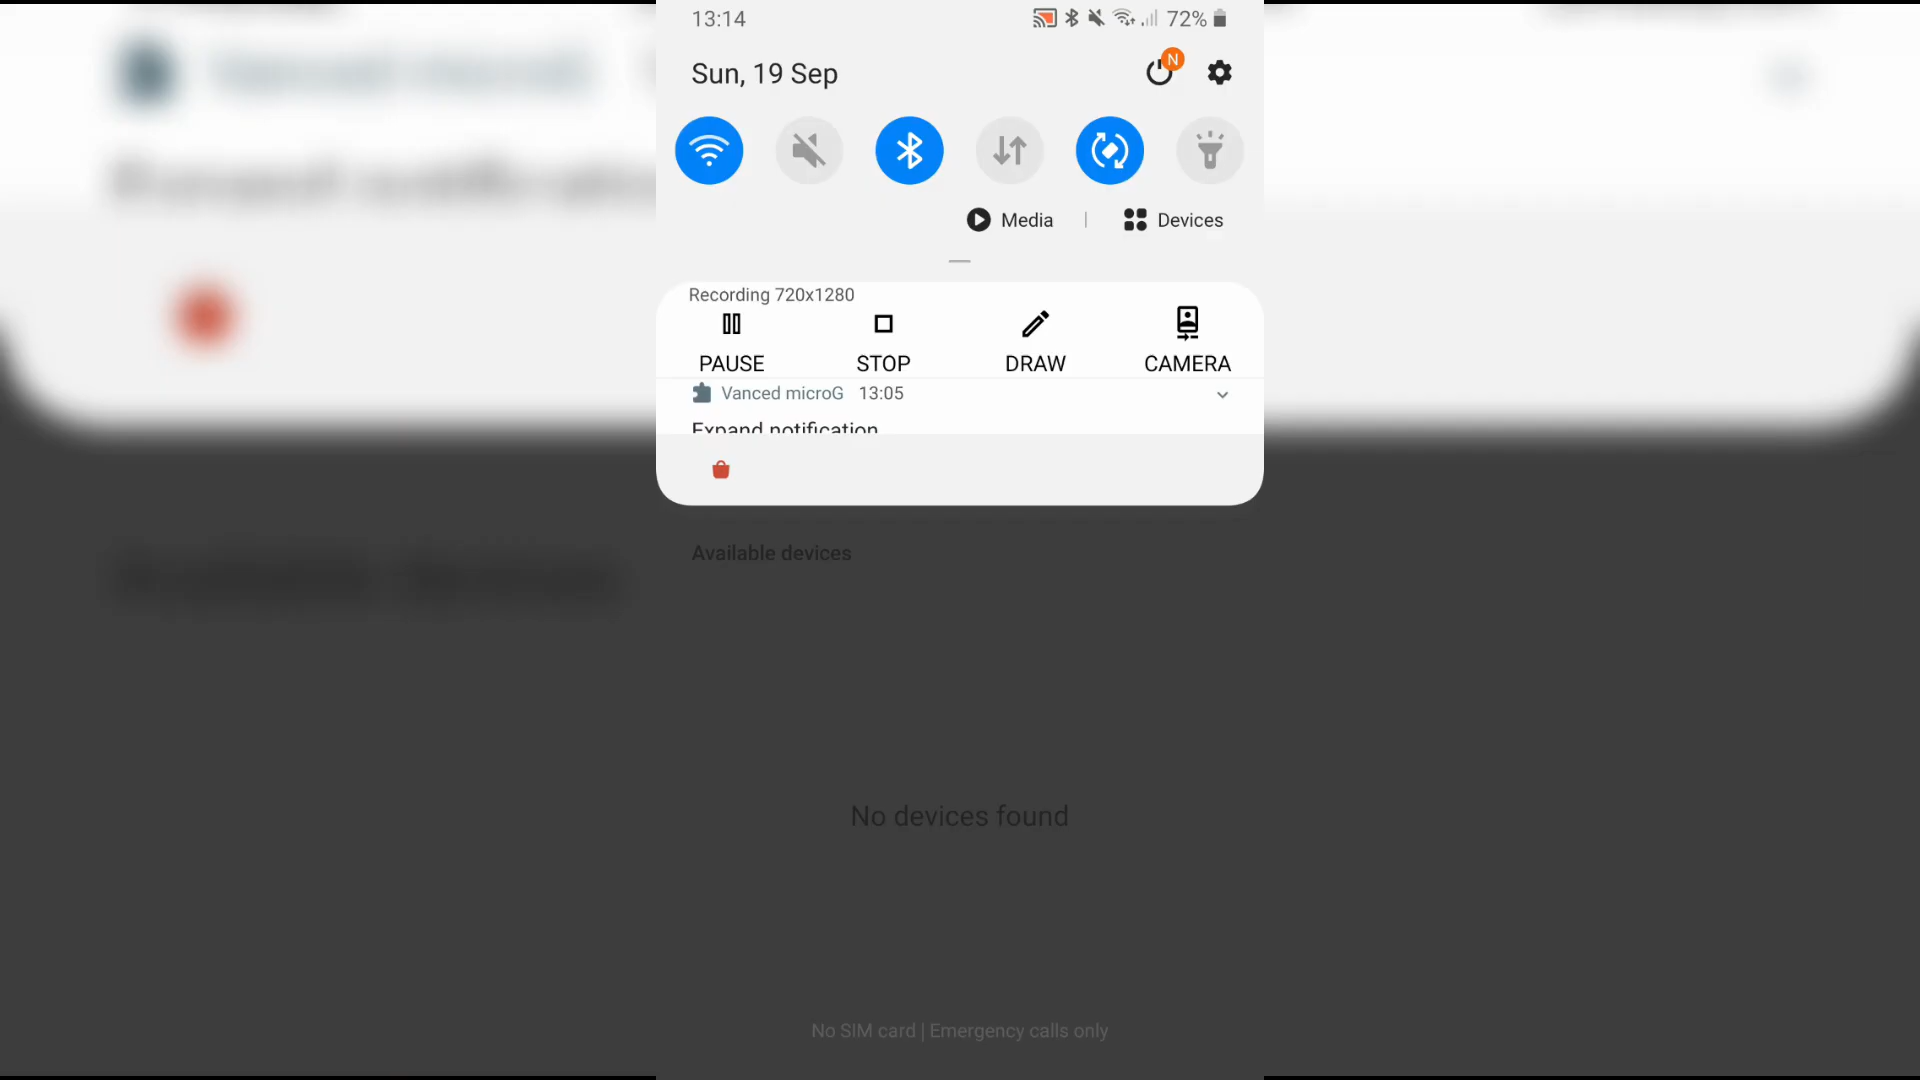 13:14 72%
Sun, 19 Sep N
Media | Devices
Recording 720x1280
PAUSE STOP DRAW CAMERA
Vanced microG 13:05
Expand notification
Available devices
No devices found
No SIM card | Emergency calls only